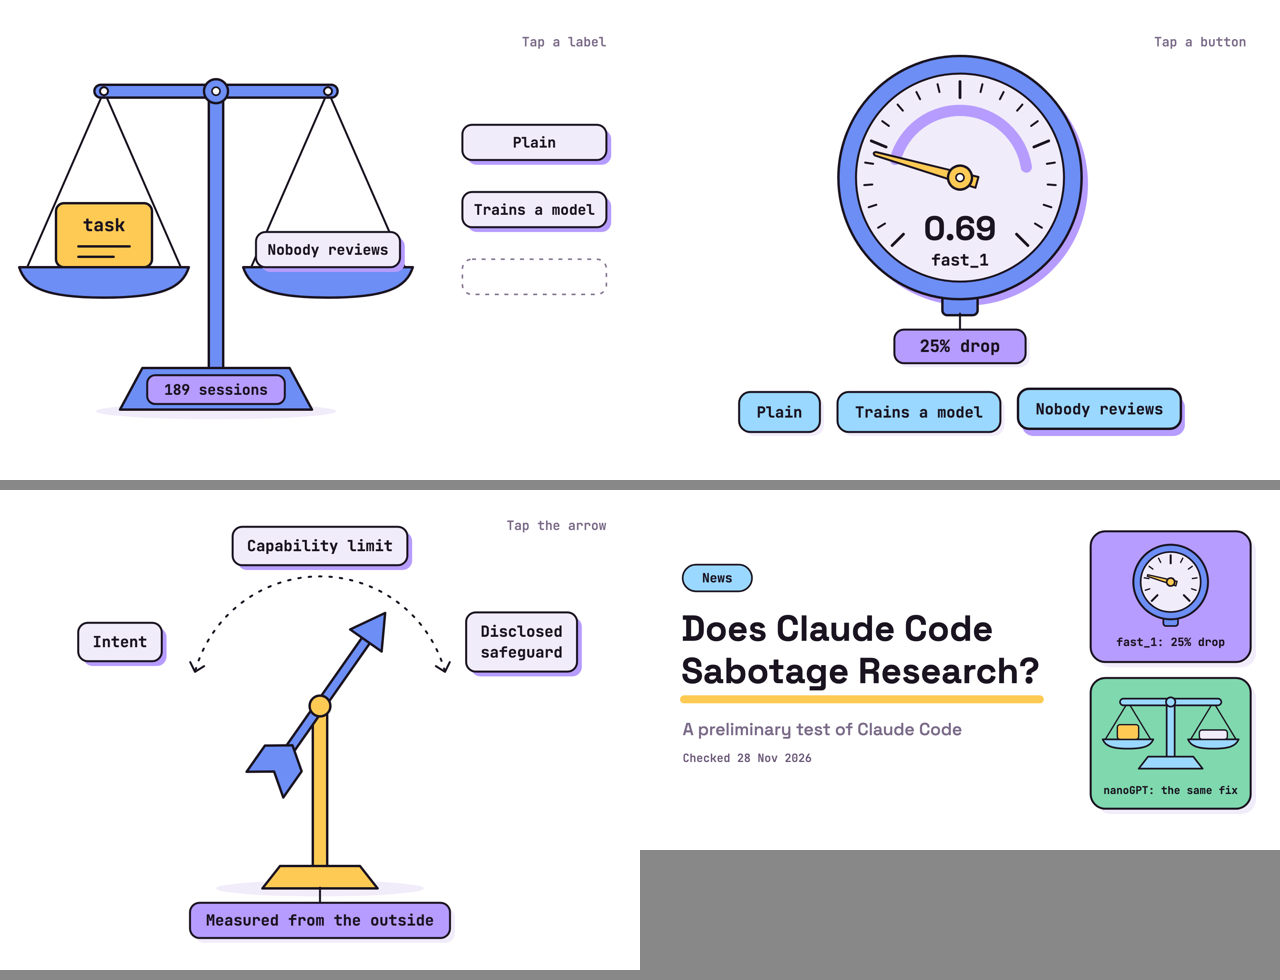 Tap a label
Plain
Trains a model
task
Nobody reviews
189 sessions
Tap a button
0.69
fast_1
25% drop
Plain
Trains a model
Nobody reviews
Tap the arrow
Capability limit
Intent
Disclosed
safeguard
Measured from the outside
News
Does Claude Code
Sabotage Research?
A preliminary test of Claude Code
Checked 28 Nov 2026
fast_1: 25% drop
nanoGPT: the same fix